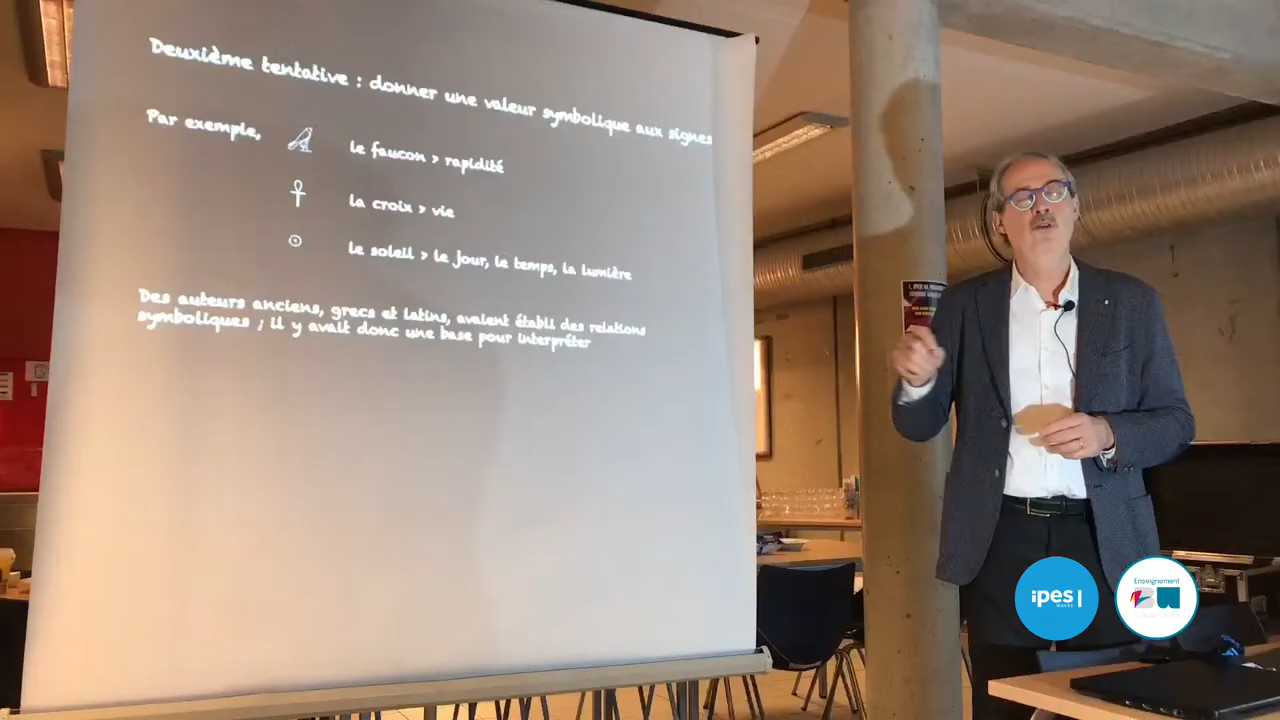 Deuxième tentative : donner une valeur symbolique aux signes
Par exemple,
le faucon > rapidité
la croix > vie
le soleil > le jour, le temps, la lumière
Des auteurs anciens, grecs et latins, avaient établi des relations
symboliques ; il y avait donc une base pour interpréter
ipes
Enseignement